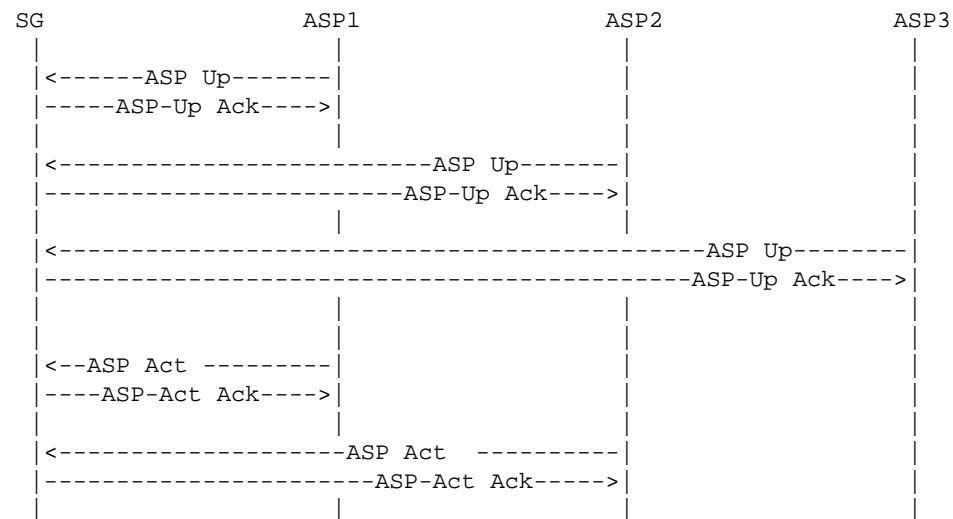 SG ASP1 ASP2 ASP3
| | | |
|<------ASP Up-------| | |
|-----ASP-Up Ack---->| | |
| | | |
|<--------------------------ASP Up-------| |
|-------------------------ASP-Up Ack---->| |
| | | |
|<---------------------------------------------ASP Up--------|
|---------------------------------------------ASP-Up Ack---->|
| | | |
| | | |
|<--ASP Act ---------| | |
|----ASP-Act Ack---->| | |
| | | |
|<--------------------ASP Act ----------| |
|-----------------------ASP-Act Ack----->| |
| | | |